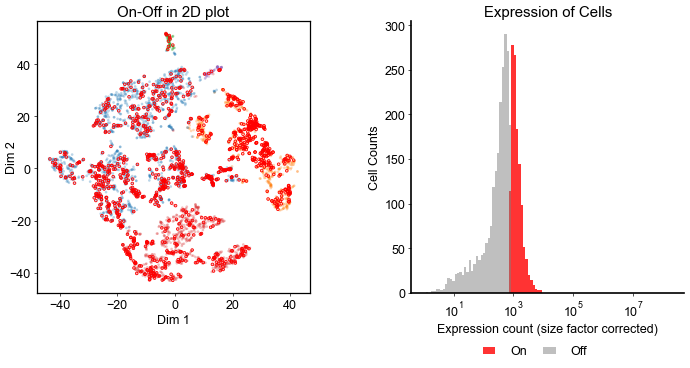 On-Off in 2D plot
40
20
0
−20
−40
Dim 2
−40 −20 0 20 40
Dim 1
Expression of Cells
300
250
200
150
100
50
0
Cell Counts
10^1 10^3 10^5 10^7
Expression count (size factor corrected)
On Off